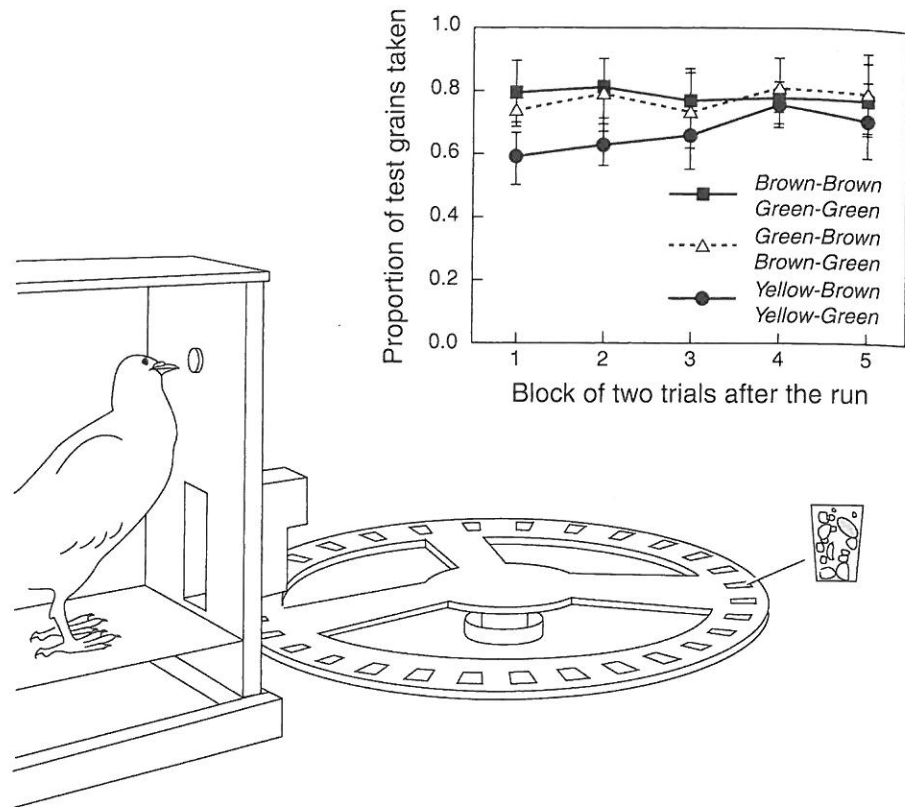 Proportion of test grains taken
1.0
0.8
0.6
0.4
0.2
0.0
Brown-Brown
Green-Green
Green-Brown
Brown-Green
Yellow-Brown
Yellow-Green
1 2 3 4 5
Block of two trials after the run